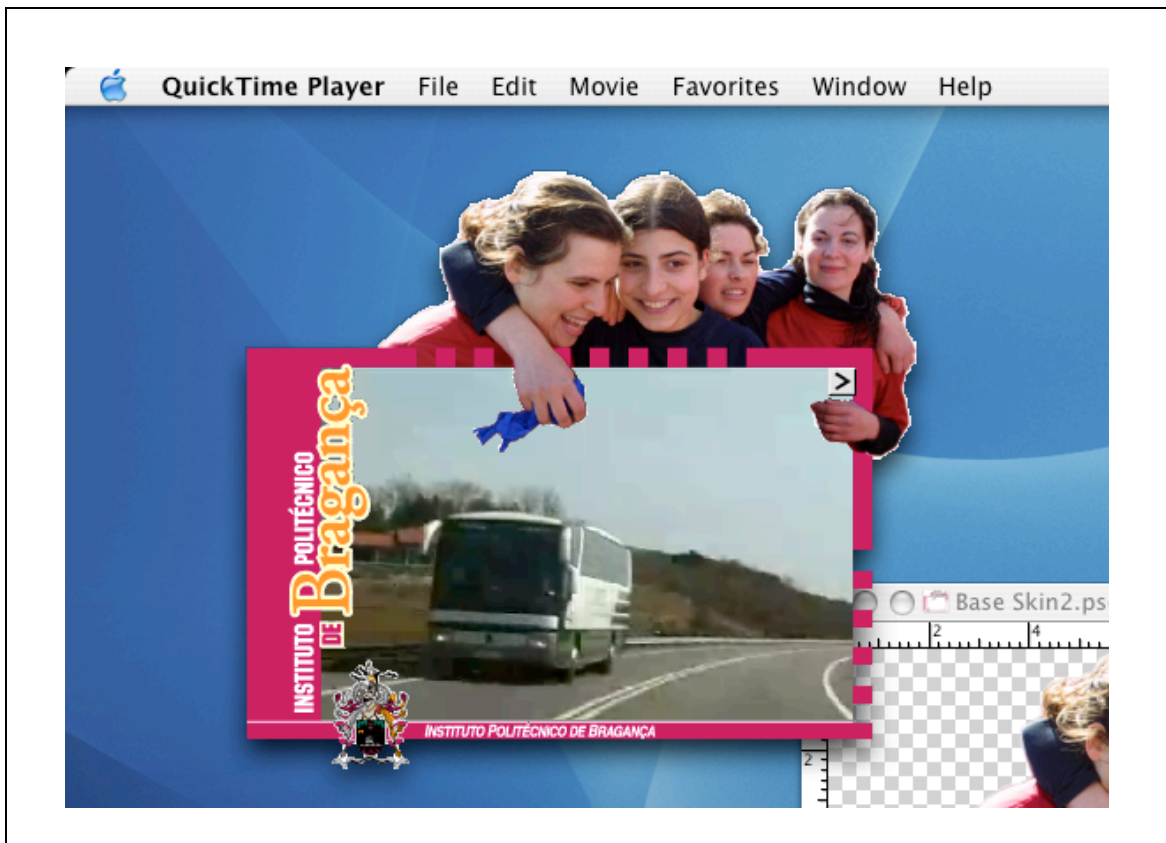 QuickTime Player File Edit Movie Favorites Window Help
INSTITUTO POLITÉCNICO
DE Bragança
>
INSTITUTO POLITÉCNICO DE BRAGANÇA
Base Skin2.ps
2 4
2